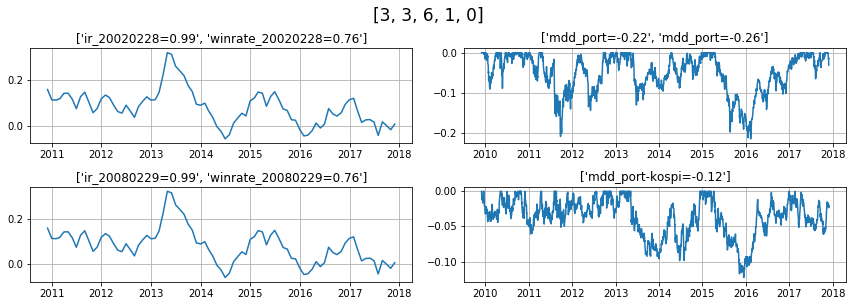 [3, 3, 6, 1, 0]
['ir_20020228=0.99', 'winrate_20020228=0.76']
0.2
0.0
2011 2012 2013 2014 2015 2016 2017 2018
['mdd_port=-0.22', 'mdd_port=-0.26']
0.0
−0.1
−0.2
2010 2011 2012 2013 2014 2015 2016 2017 2018
['ir_20080229=0.99', 'winrate_20080229=0.76']
0.2
0.0
2011 2012 2013 2014 2015 2016 2017 2018
['mdd_port-kospi=-0.12']
0.00
−0.05
−0.10
2010 2011 2012 2013 2014 2015 2016 2017 2018